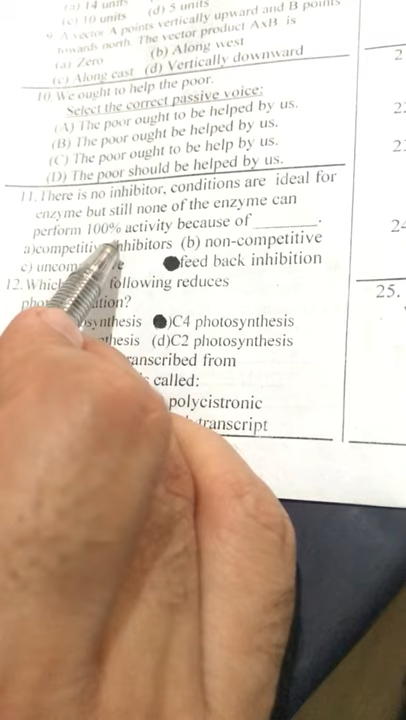 (a) 14 units
(c) 10 units (d) 5 units
9. A vector A points vertically upward and B points
towards north. The vector product AxB is
(a) Zero (b) Along west
(c) Along east (d) Vertically downward
10. We ought to help the poor.
Select the correct passive voice:
(A) The poor ought to be helped by us.
(B) The poor ought be helped by us.
(C) The poor ought to be help by us.
(D) The poor should be helped by us.
11. There is no inhibitor, conditions are ideal for
enzyme but still none of the enzyme can
perform 100% activity because of ________.
a)competitiv inhibitors (b) non-competitive
c) uncom e feed back inhibition
12. Which following reduces
pho ation?
osynthesis )C4 photosynthesis
thesis (d)C2 photosynthesis
anscribed from
called:
polycistronic
transcript
2
2
2
24
25.